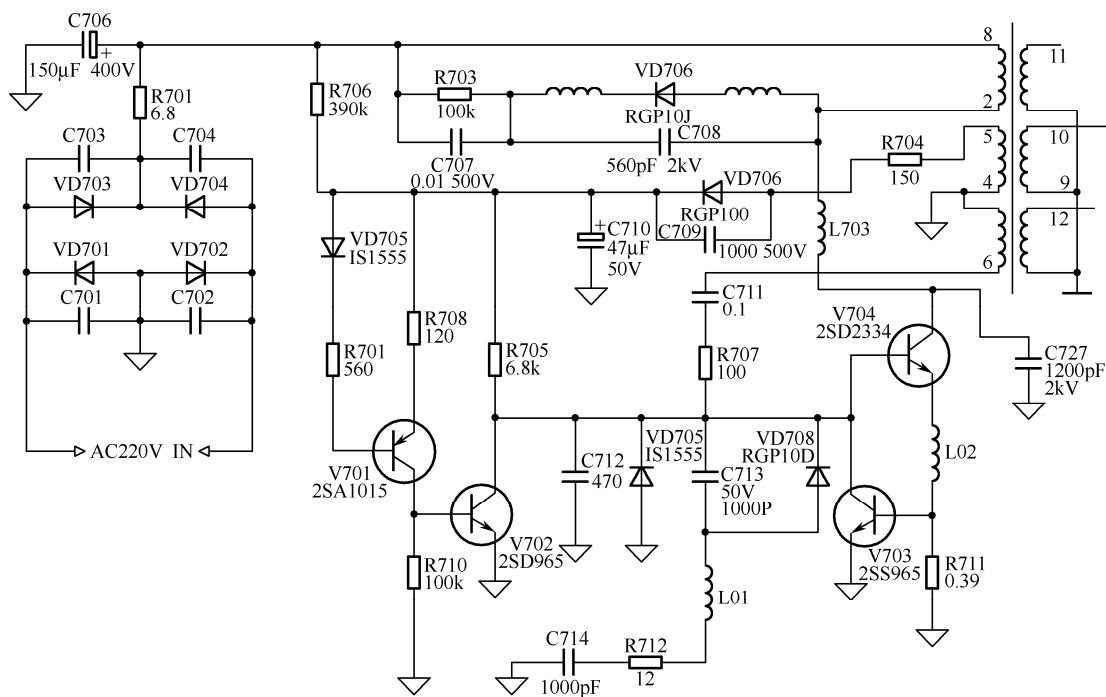 C706
+
150μF 400V
R701
6.8
C703
C704
VD703
VD704
VD701
VD702
C701
C702
AC220V IN
R706
390k
R703
100k
VD706
RGP10J
C707
0.01 500V
C708
560pF 2kV
8
2
5
4
6
11
10
9
12
R704
150
VD706
RGP100
C709
1000 500V
+
C710
47μF
50V
L703
VD705
IS1555
R708
120
R701
560
R705
6.8k
C711
0.1
R707
100
V704
2SD2334
C727
1200pF
2kV
V701
2SA1015
V702
2SD965
R710
100k
C712
470
VD705
IS1555
C713
50V
1000P
VD708
RGP10D
L02
V703
2SS965
R711
0.39
L01
C714
1000pF
R712
12